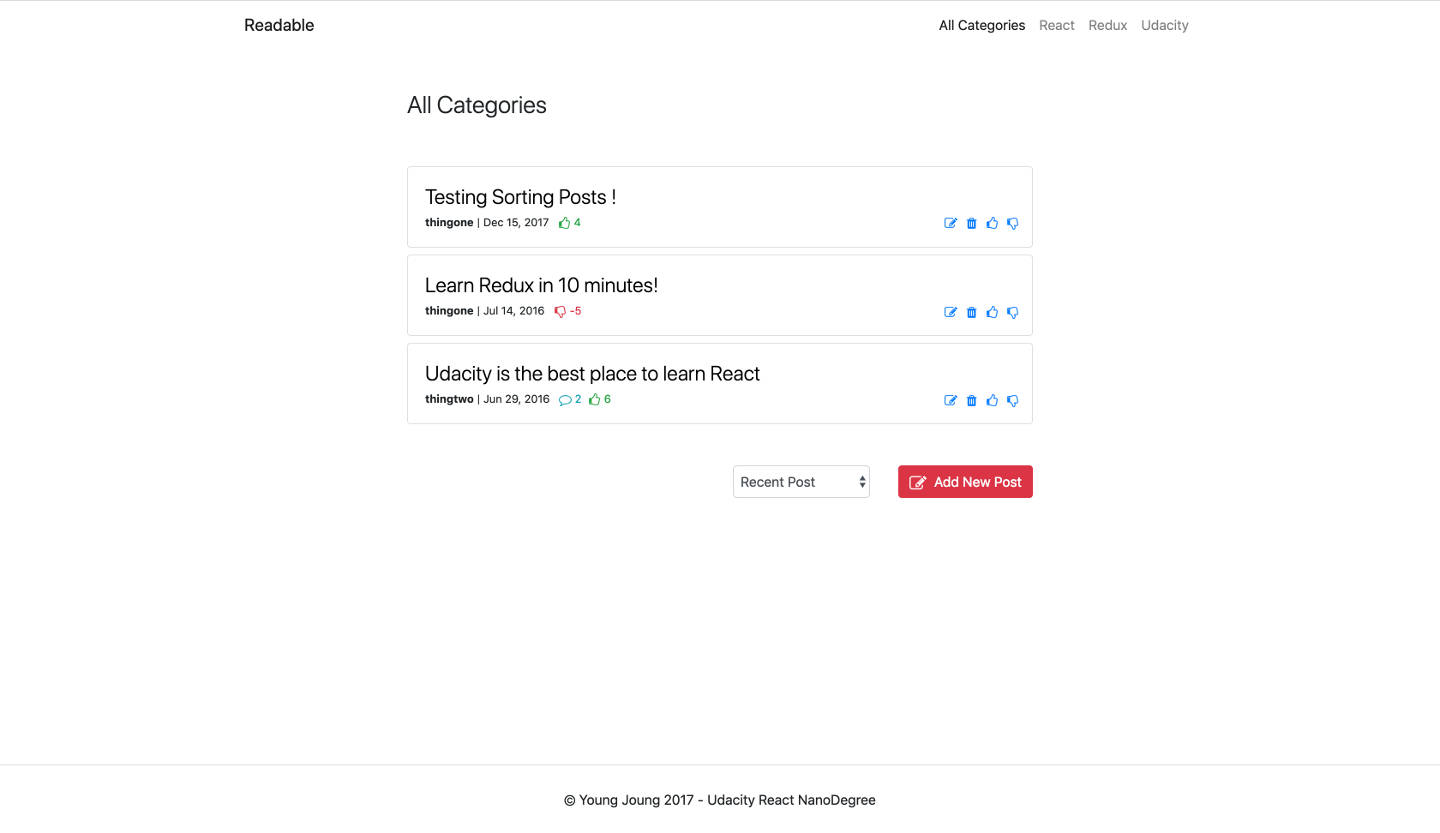 Readable All Categories React Redux Udacity
All Categories
Testing Sorting Posts !
thingone | Dec 15, 2017 4
Learn Redux in 10 minutes!
thingone | Jul 14, 2016 -5
Udacity is the best place to learn React
thingtwo | Jun 29, 2016 2 6
Recent Post Add New Post
© Young Joung 2017 - Udacity React NanoDegree